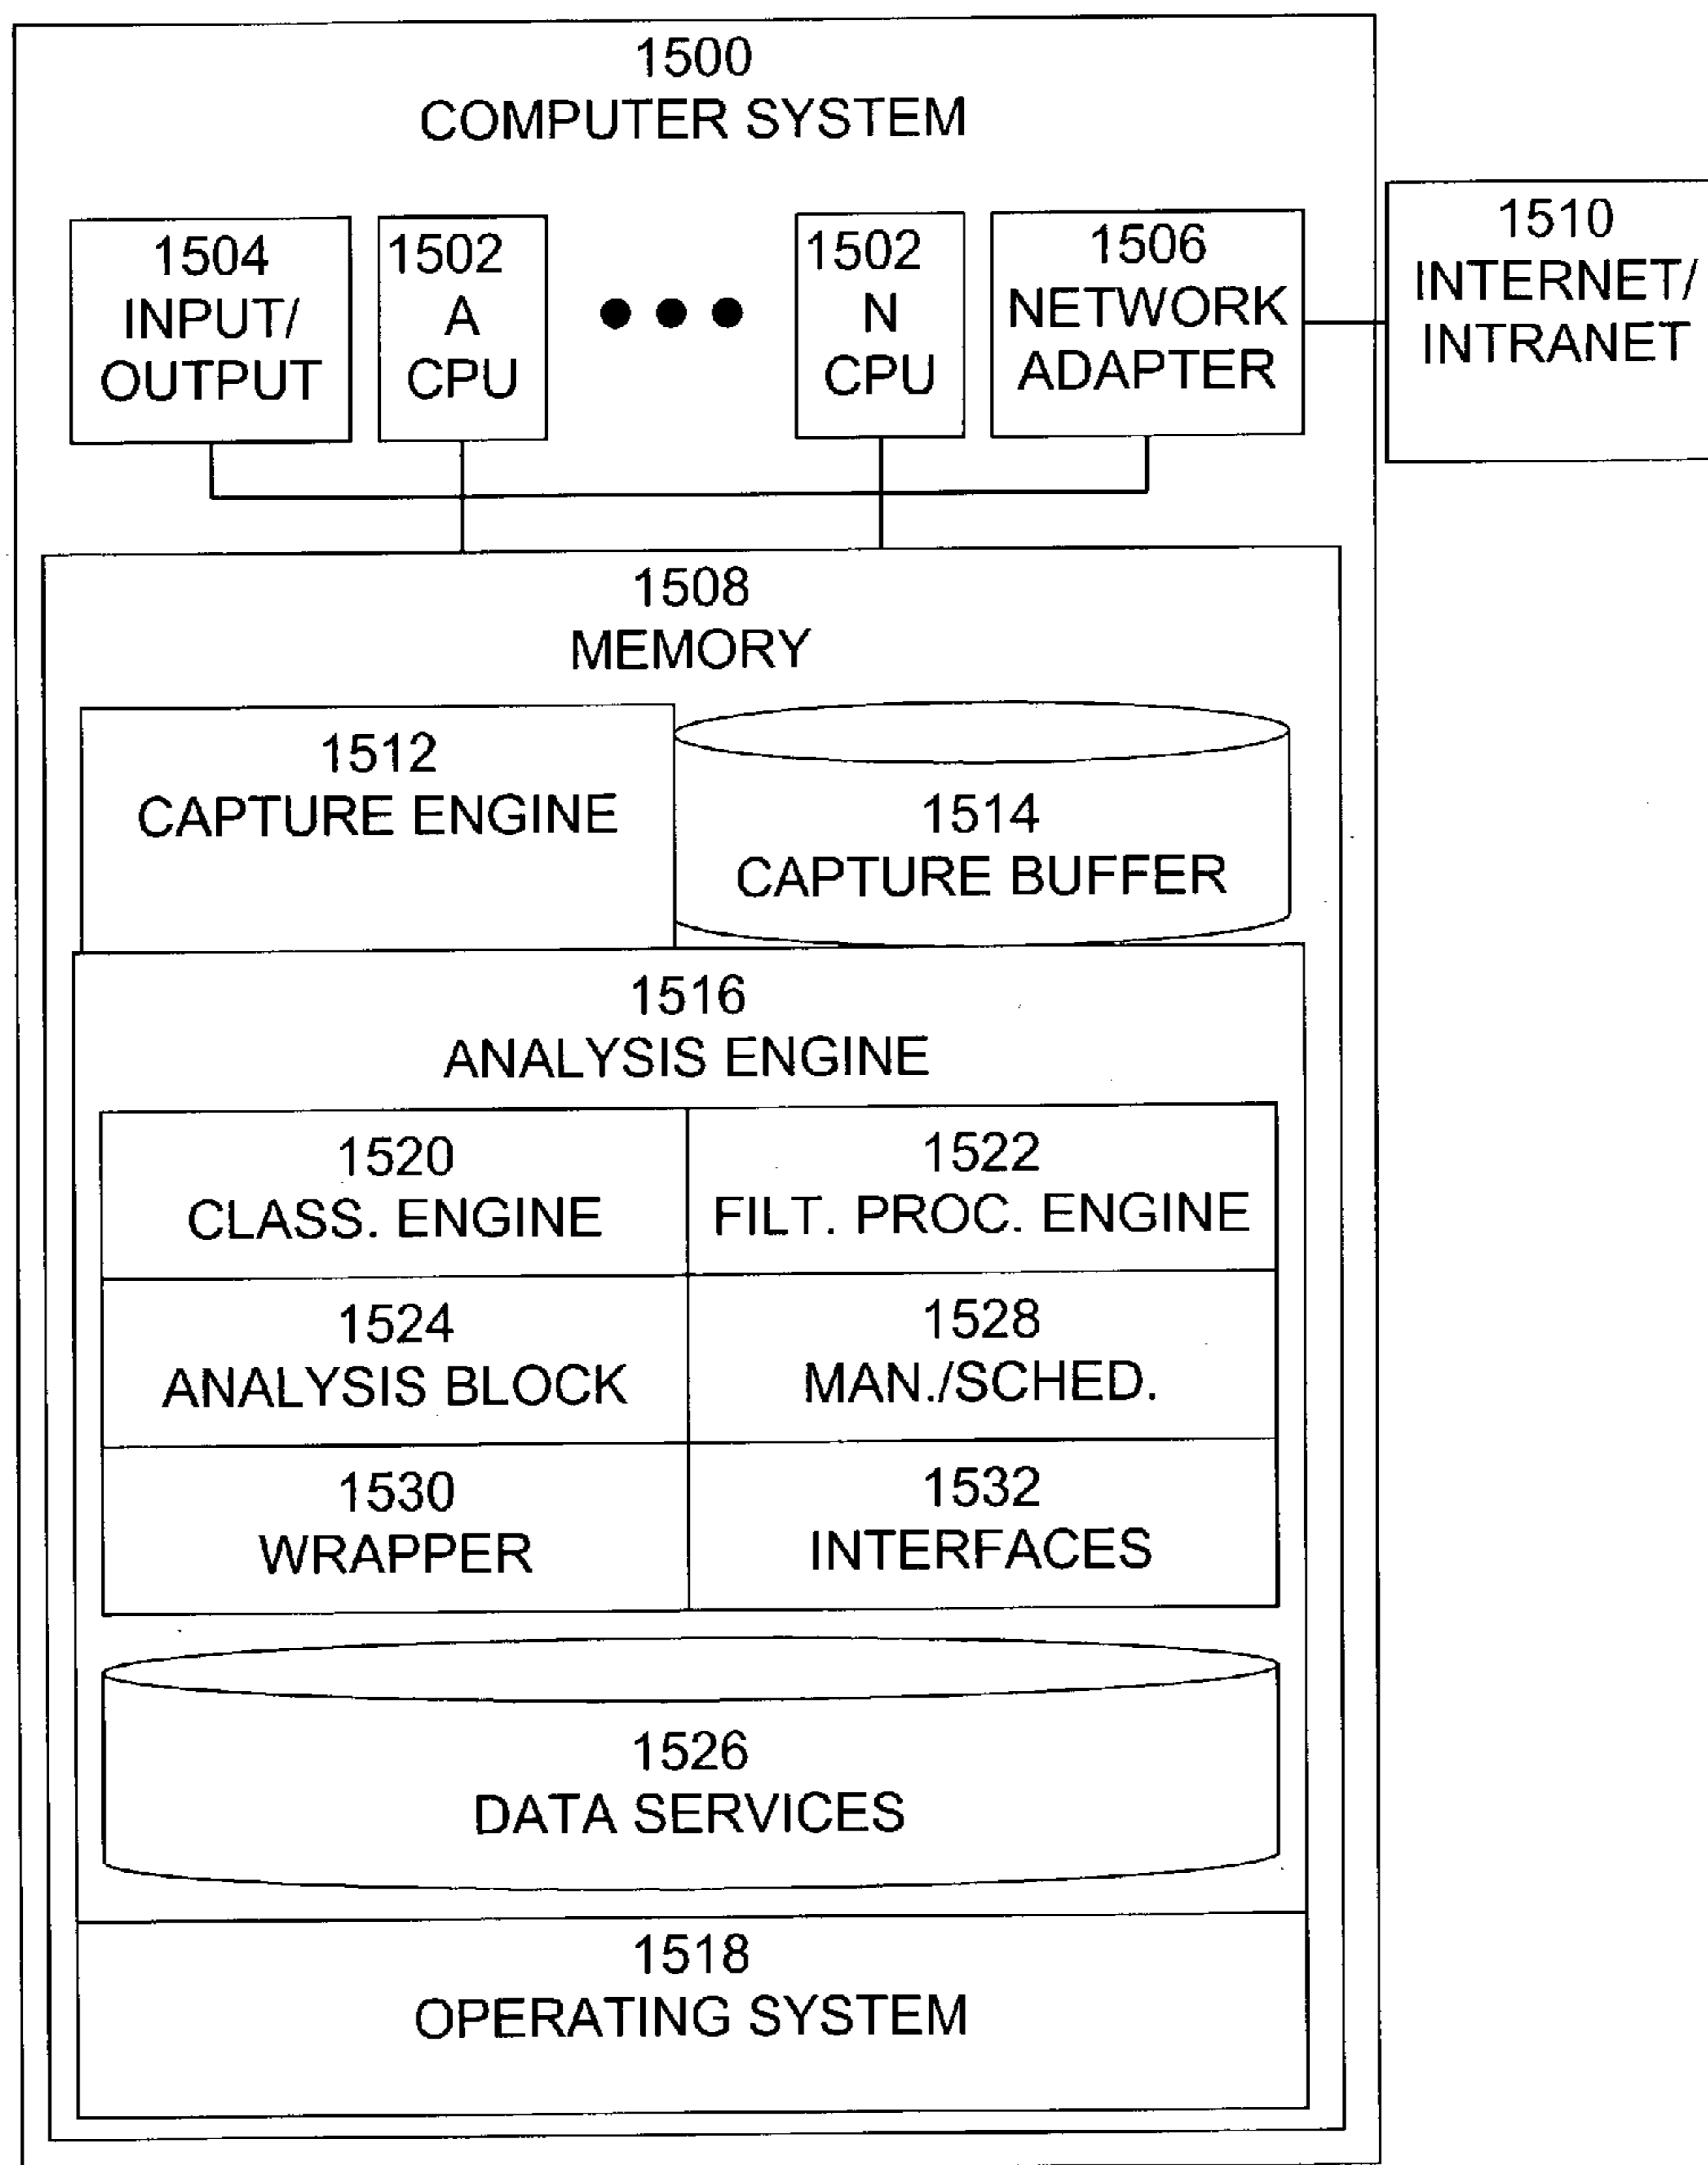 1500
COMPUTER SYSTEM
1504
INPUT/
OUTPUT
1502
A
CPU
1502
N
CPU
1506
NETWORK
ADAPTER
1510
INTERNET/
INTRANET
1508
MEMORY
1512
CAPTURE ENGINE
1514
CAPTURE BUFFER
1516
ANALYSIS ENGINE
1520
CLASS. ENGINE
1522
FILT. PROC. ENGINE
1524
ANALYSIS BLOCK
1528
MAN./SCHED.
1530
WRAPPER
1532
INTERFACES
1526
DATA SERVICES
1518
OPERATING SYSTEM